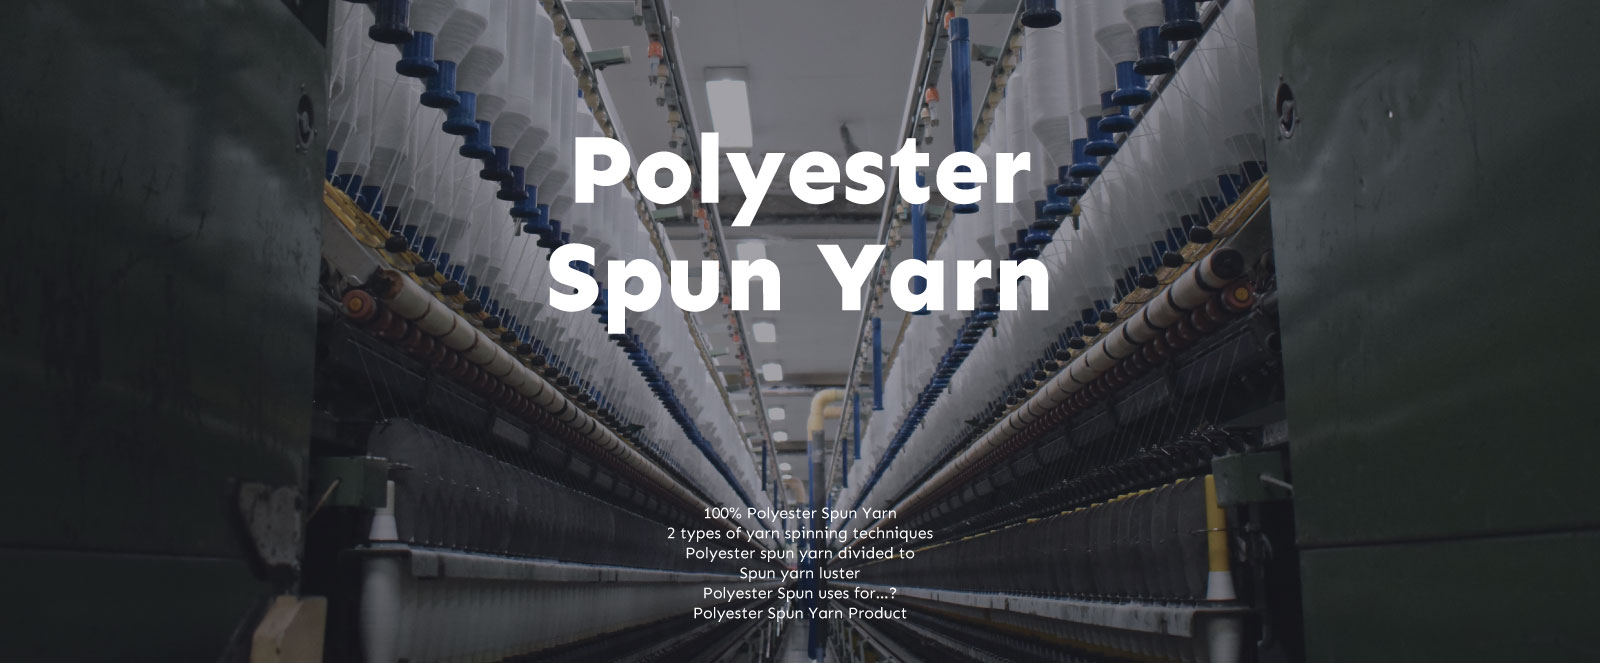 Polyester
Spun Yarn
100% Polyester Spun Yarn
2 types of yarn spinning techniques
Polyester spun yarn divided to
Spun yarn luster
Polyester Spun uses for...?
Polyester Spun Yarn Product